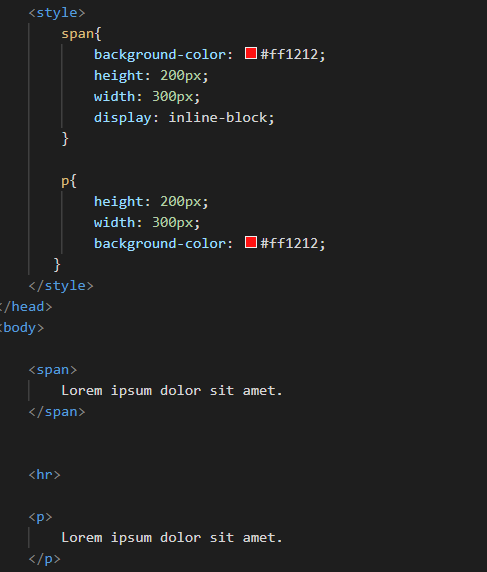 <style>
span{
background-color: #ff1212;
height: 200px;
width: 300px;
display: inline-block;
}
p{
height: 200px;
width: 300px;
background-color: #ff1212;
}
</style>
</head>
<body>
<span>
Lorem ipsum dolor sit amet.
</span>
<hr>
<p>
Lorem ipsum dolor sit amet.
</p>